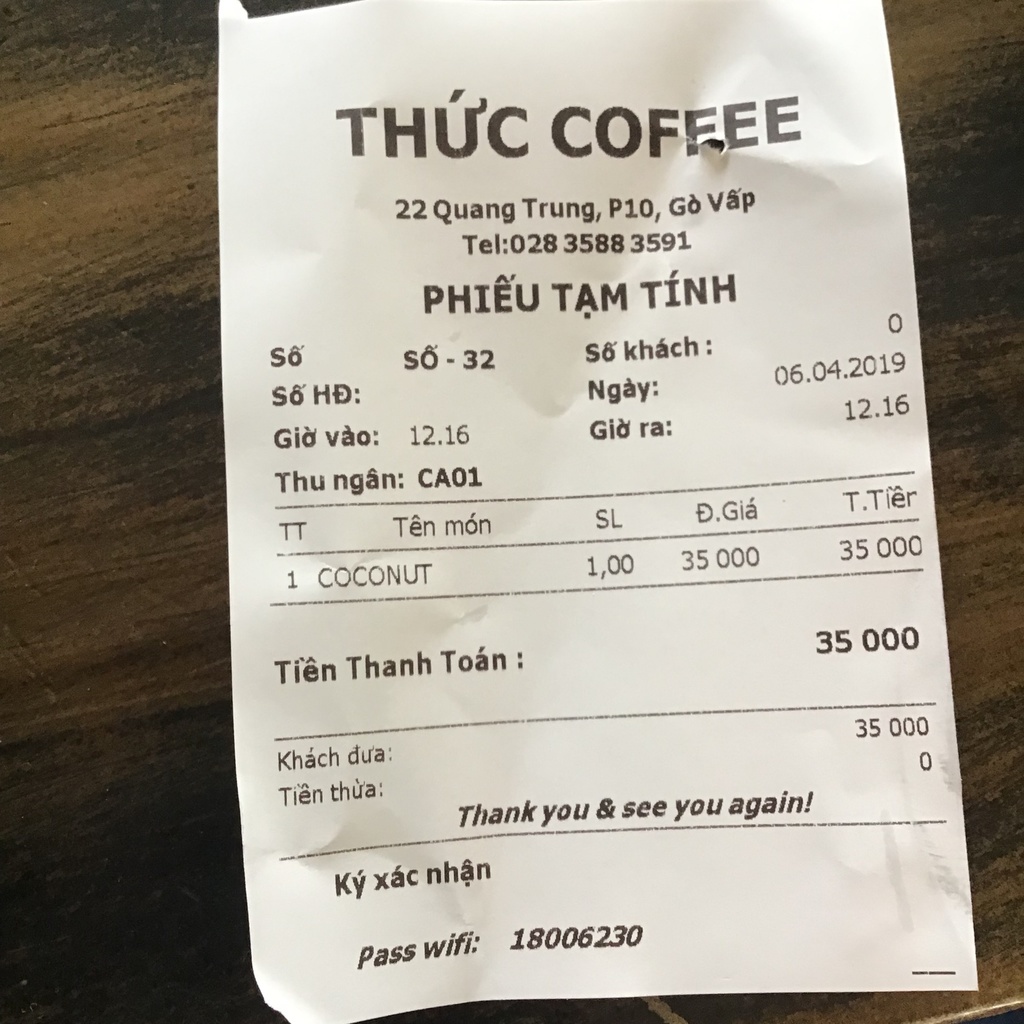 THỨC COFFEE
22 Quang Trung, P10, Gò Vấp
Tel:028 3588 3591
PHIẾU TẠM TÍNH
Số SỐ - 32 Số khách : 0
Số HĐ: Ngày: 06.04.2019
Giờ vào: 12.16 Giờ ra: 12.16
Thu ngân: CA01
TT Tên món SL Đ.Giá T.Tiền
1 COCONUT 1,00 35 000 35 000
Tiền Thanh Toán : 35 000
Khách đưa: 35 000
Tiền thừa: 0
Thank you & see you again!
Ký xác nhận
Pass wifi: 18006230